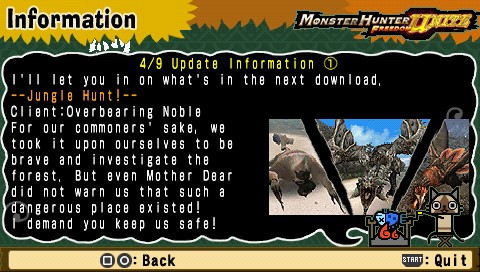 Information
MONSTER HUNTER
FREEDOM UNITE
4/9 Update Information ①
I'll let you in on what's in the next download.
--Jungle Hunt!--
Client:Overbearing Noble
For our commoners' sake, we
took it upon ourselves to be
brave and investigate the
forest. But even Mother Dear
did not warn us that such a
dangerous place existed!
I demand you keep us safe!
□○: Back
START: Quit